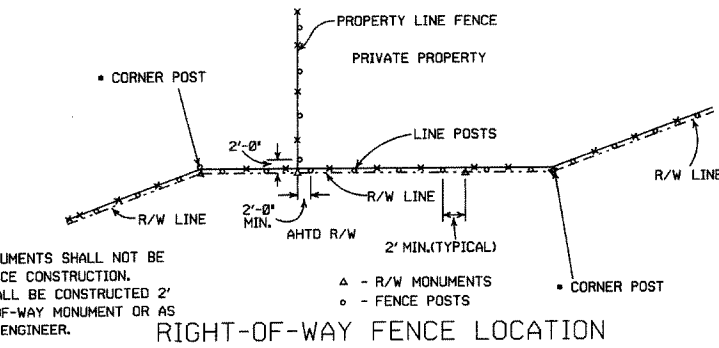 PROPERTY LINE FENCE
PRIVATE PROPERTY
• CORNER POST
2'-0"
LINE POSTS
R/W LINE
R/W LINE
R/W LINE
2'-0"
MIN.
AHTD R/W
2' MIN.(TYPICAL)
UMENTS SHALL NOT BE
CE CONSTRUCTION.
ALL BE CONSTRUCTED 2'
OF-WAY MONUMENT OR AS
ENGINEER.
△ - R/W MONUMENTS
○ - FENCE POSTS
• CORNER POST
RIGHT-OF-WAY FENCE LOCATION